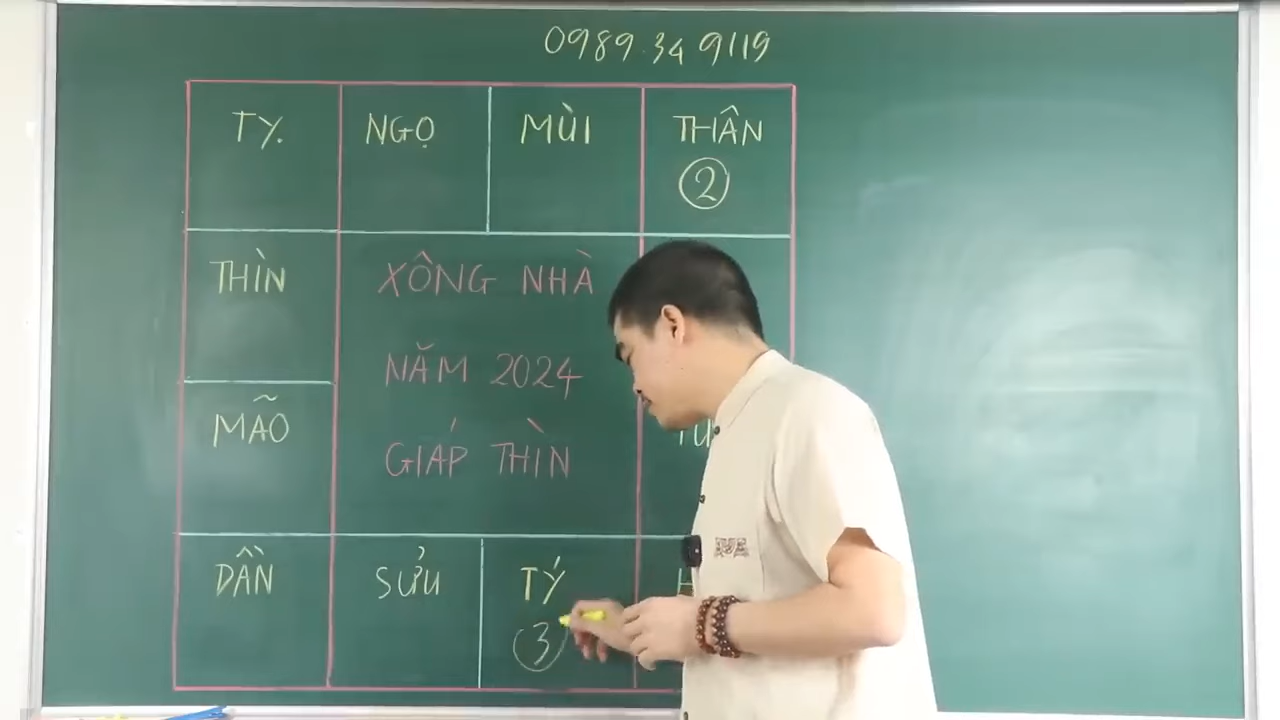 0989.34 9119
TỴ NGỌ MÙI THÂN
②
THÌN XÔNG NHÀ
NĂM 2024
MÃO
GIÁP THÌN
DẦN SỬU TÝ
③